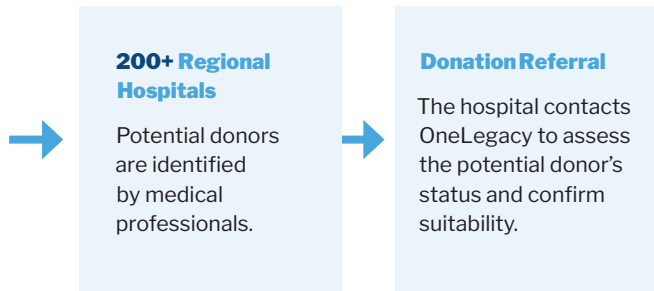 200+ Regional
Hospitals
Potential donors
are identified
by medical
professionals.
Donation Referral
The hospital contacts
OneLegacy to assess
the potential donor’s
status and confirm
suitability.